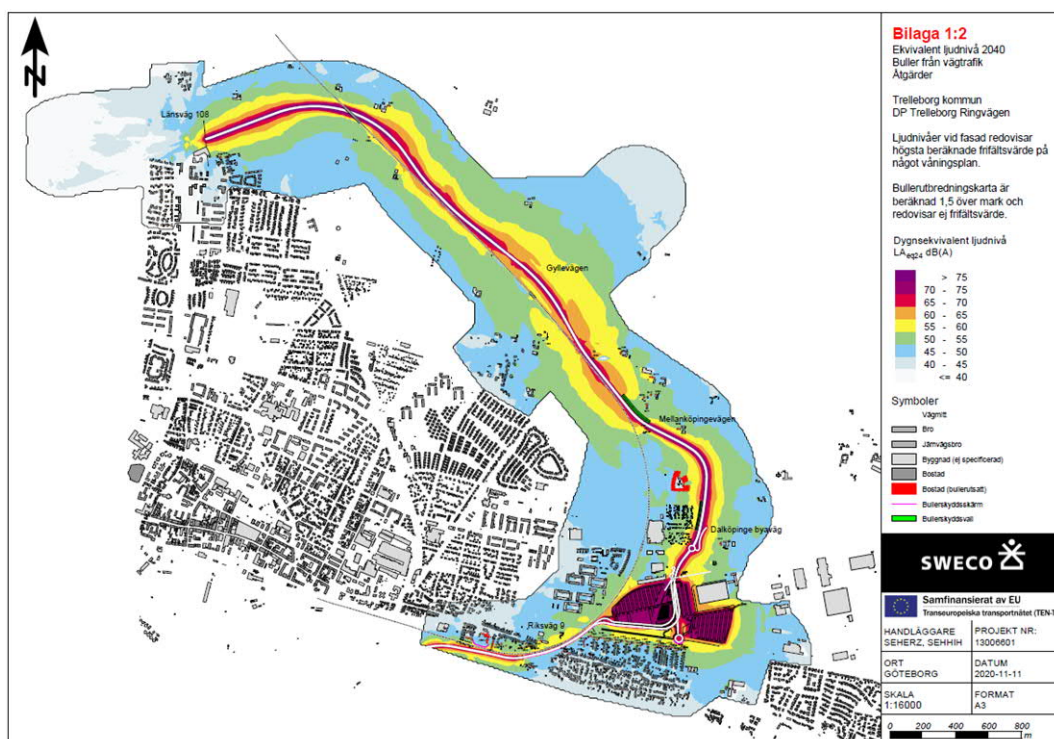 N
Länsväg 108
Gyllevägen
Mellanköpingevägen
Dalköpinge byaväg
Riksväg 9
Bilaga 1:2
Ekvivalent ljudnivå 2040
Buller från vägtrafik
Åtgärder
Trelleborg kommun
DP Trelleborg Ringvägen
Ljudnivåer vid fasad redovisar
högsta beräknade frifältsvärde på
något våningsplan.
Bullerutbredningskarta är
beräknad 1,5 över mark och
redovisar ej frifältsvärde.
Dygnsekvivalent ljudnivå
LAeq24 dB(A)
> 75
70 - 75
65 - 70
60 - 65
55 - 60
50 - 55
45 - 50
40 - 45
<= 40
Symboler
Vägmitt
Bro
Järnvägsbro
Byggnad (ej specificerad)
Bostad
Bostad (bullerutsatt)
Bullerskyddsskärm
Bullerskyddsvall
SWECO
Samfinansierat av EU
Transeuropeiska transportnätet (TEN-T
HANDLÄGGARE
SEHERZ, SEHHIH
PROJEKT NR:
13006601
ORT
GÖTEBORG
DATUM
2020-11-11
SKALA
1:16000
FORMAT
A3
0 200 400 600 800
m